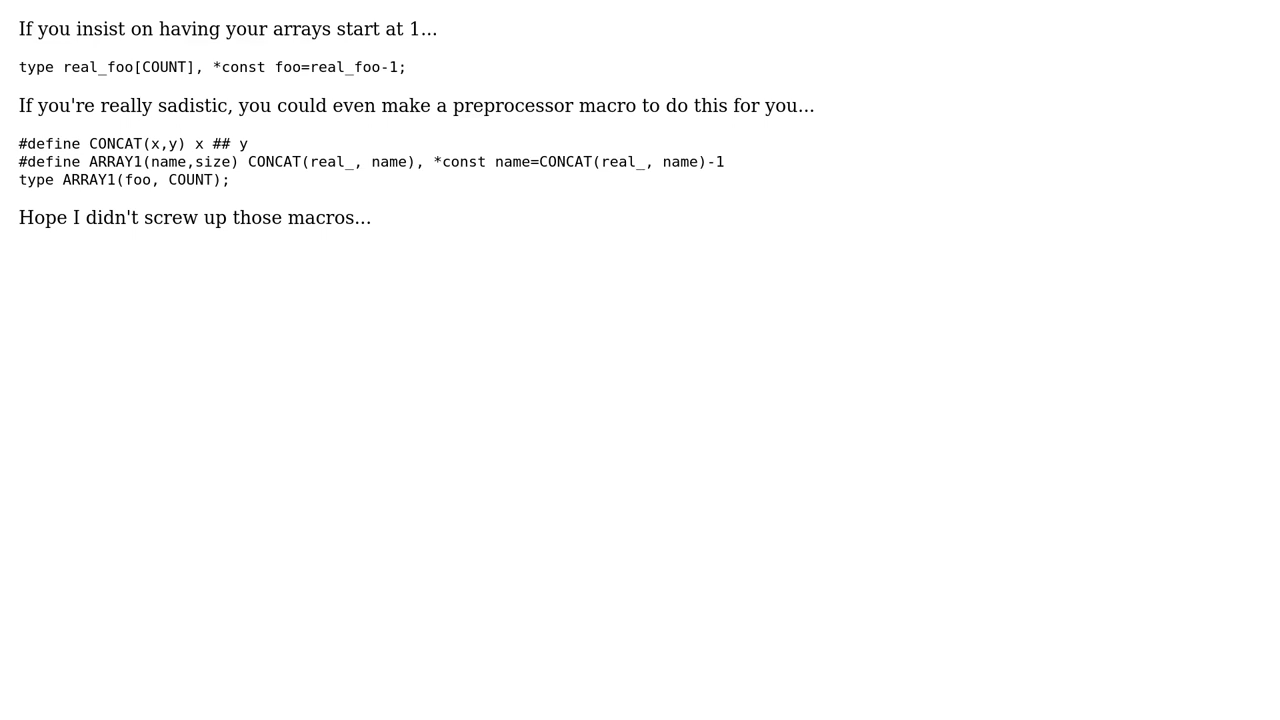 If you insist on having your arrays start at 1...
type real_foo[COUNT], *const foo=real_foo-1;
If you're really sadistic, you could even make a preprocessor macro to do this for you...
#define CONCAT(x,y) x ## y
#define ARRAY1(name,size) CONCAT(real_, name), *const name=CONCAT(real_, name)-1
type ARRAY1(foo, COUNT);
Hope I didn't screw up those macros...